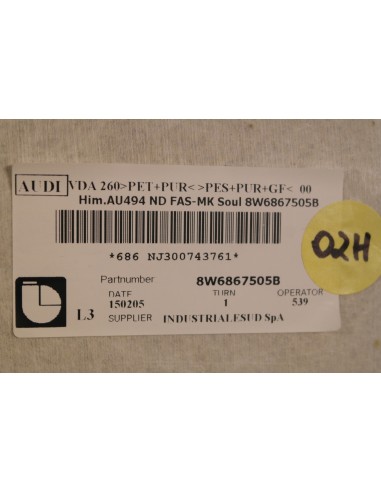 AUDI VDA 260>PET+PUR< >PES+PUR+GF< 00
Him.AU494 ND FAS-MK Soul 8W6867505B
*686 NJ300743761*
02H
Partnumber 8W6867505B
DATE TURN OPERATOR
150205 1 539
L3 SUPPLIER INDUSTRIALESUD SpA